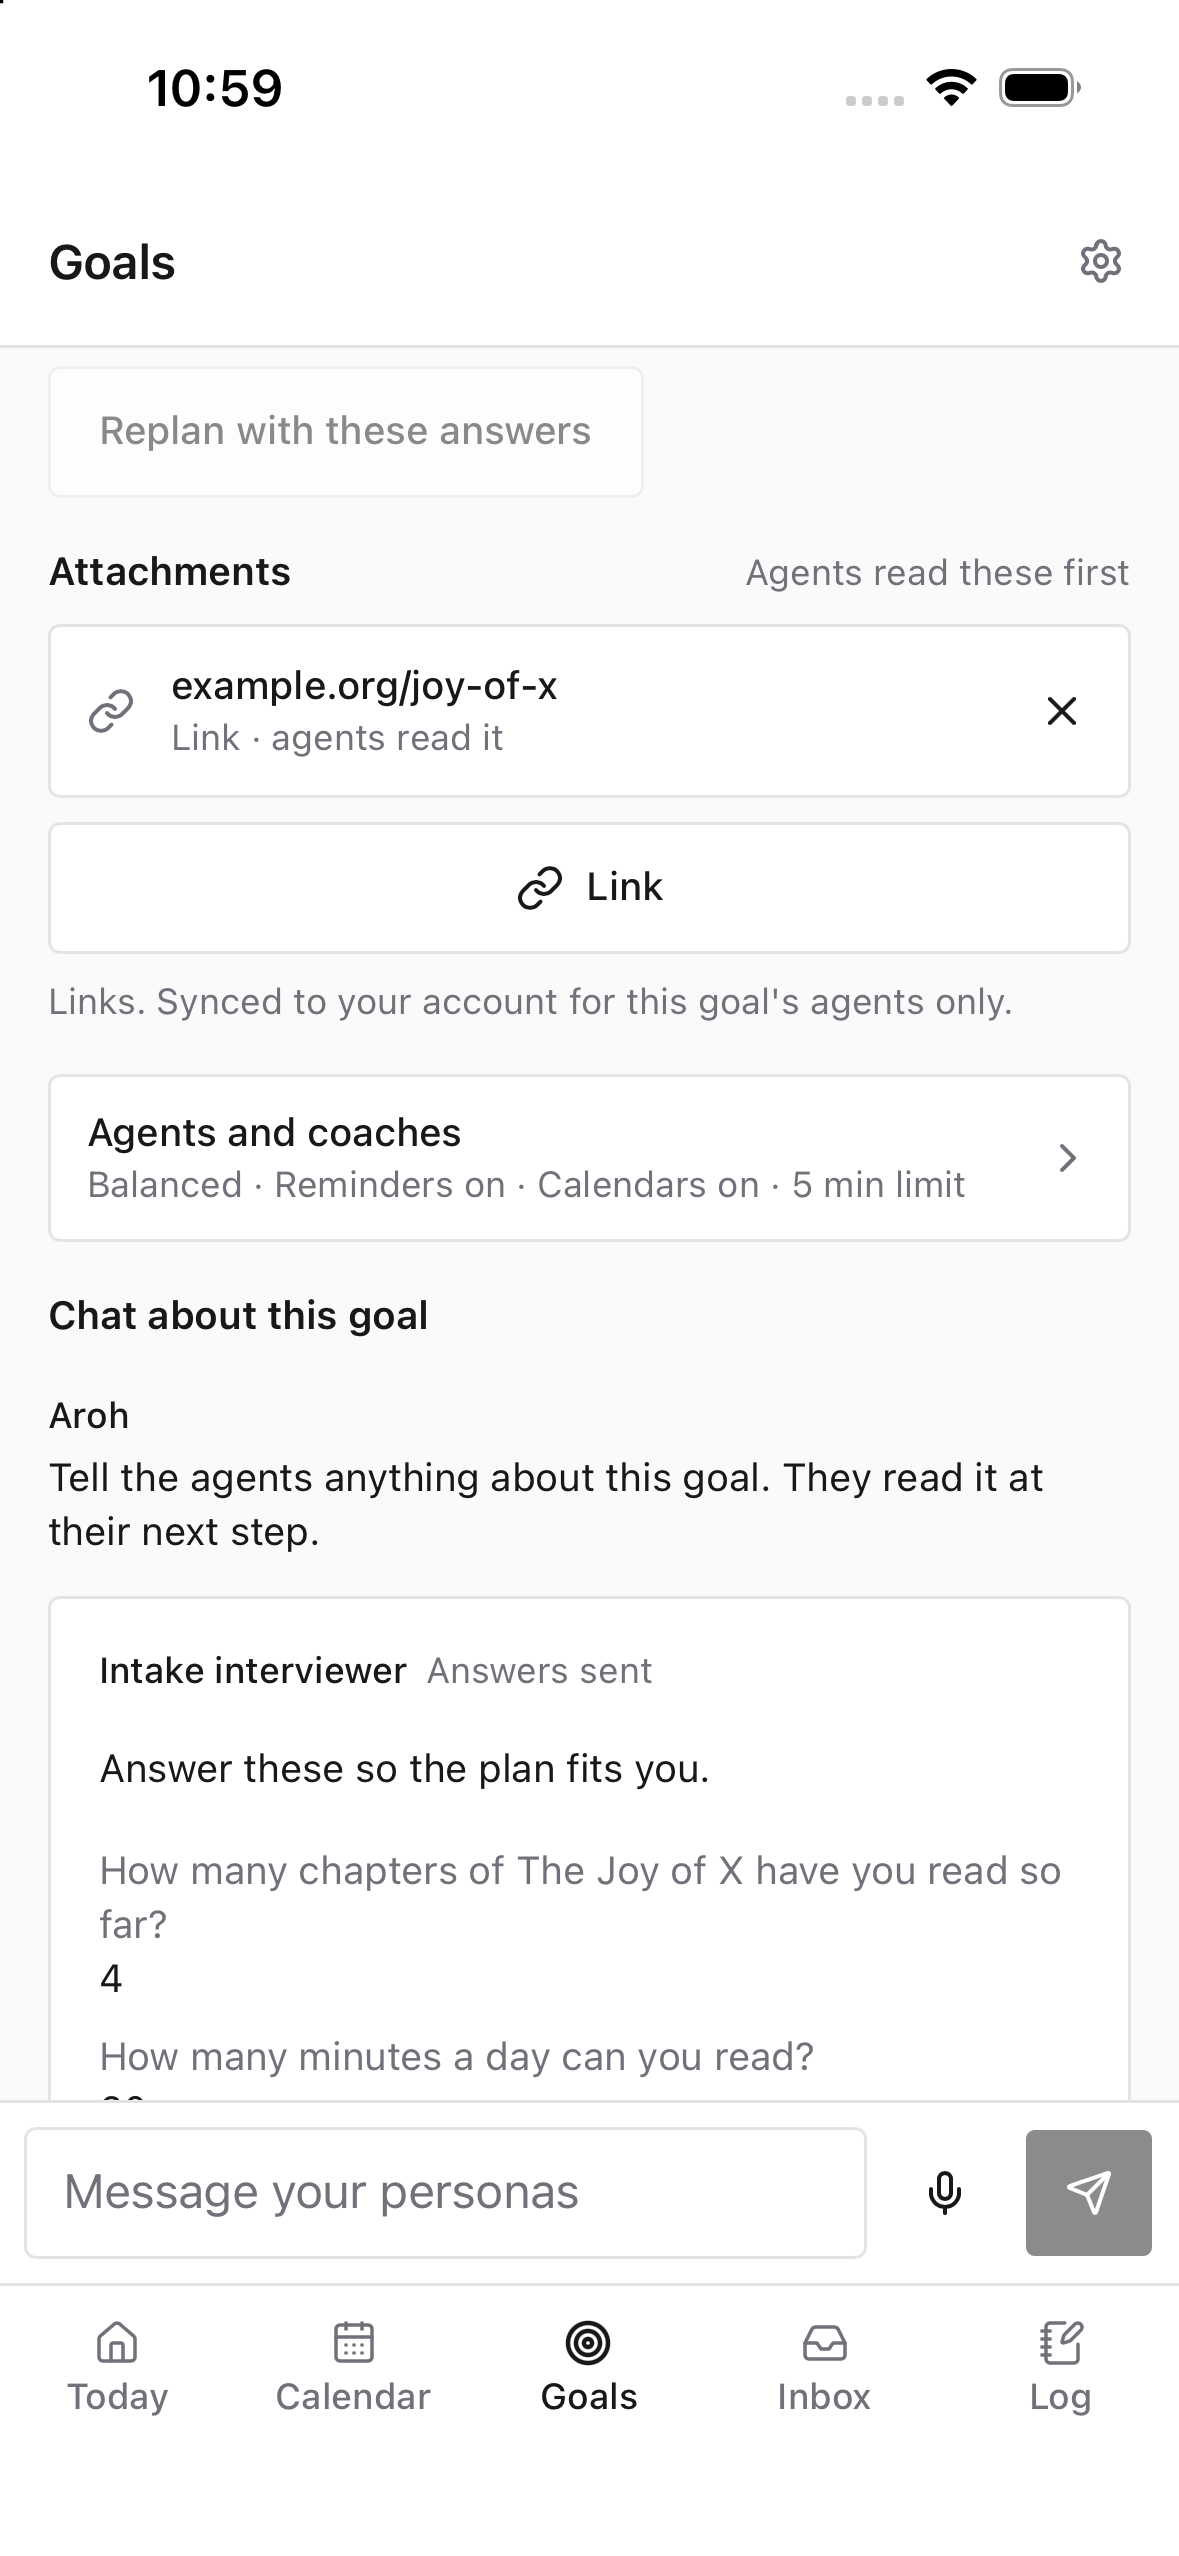 10:59
Goals
Replan with these answers
Attachments
Agents read these first
example.org/joy-of-x
Link · agents read it
Link
Links. Synced to your account for this goal's agents only.
Agents and coaches
Balanced · Reminders on · Calendars on · 5 min limit
Chat about this goal
Aroh
Tell the agents anything about this goal. They read it at
their next step.
Intake interviewer Answers sent
Answer these so the plan fits you.
How many chapters of The Joy of X have you read so
far?
4
How many minutes a day can you read?
Message your personas
Today
Calendar
Goals
Inbox
Log